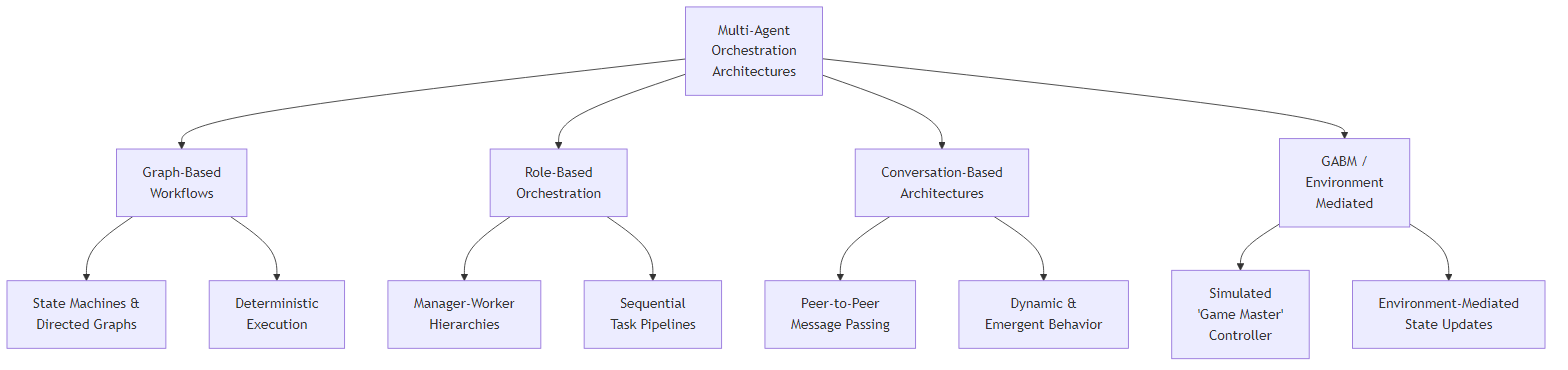 Multi-Agent
Orchestration
Architectures
Graph-Based
Workflows
Role-Based
Orchestration
Conversation-Based
Architectures
GABM /
Environment
Mediated
State Machines &
Directed Graphs
Deterministic
Execution
Manager-Worker
Hierarchies
Sequential
Task Pipelines
Peer-to-Peer
Message Passing
Dynamic &
Emergent Behavior
Simulated
'Game Master'
Controller
Environment-Mediated
State Updates